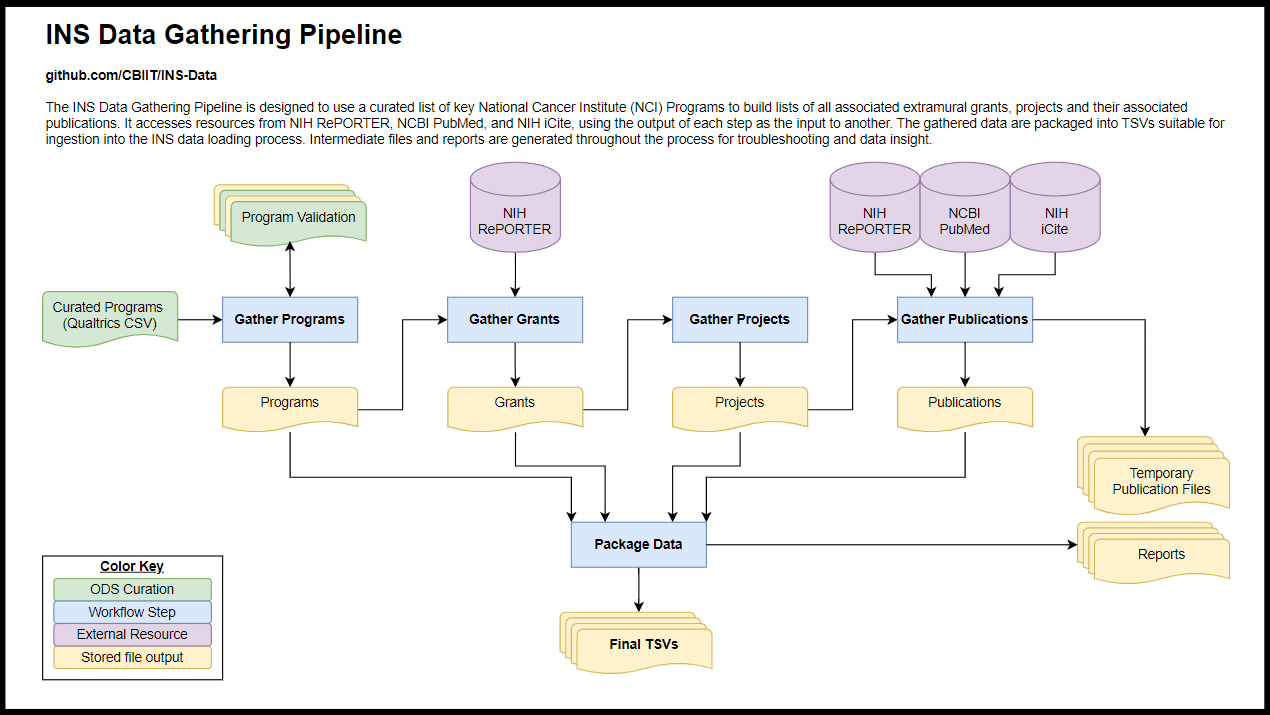 INS Data Gathering Pipeline
github.com/CBIIT/INS-Data
The INS Data Gathering Pipeline is designed to use a curated list of key National Cancer Institute (NCI) Programs to build lists of all associated extramural grants, projects and their associated
publications. It accesses resources from NIH RePORTER, NCBI PubMed, and NIH iCite, using the output of each step as the input to another. The gathered data are packaged into TSVs suitable for
ingestion into the INS data loading process. Intermediate files and reports are generated throughout the process for troubleshooting and data insight.
Program Validation
NIH
RePORTER
NIH
RePORTER
NCBI
PubMed
NIH
iCite
Curated Programs
(Qualtrics CSV)
Gather Programs
Gather Grants
Gather Projects
Gather Publications
Programs
Grants
Projects
Publications
Temporary
Publication Files
Package Data
Reports
Final TSVs
Color Key
ODS Curation
Workflow Step
External Resource
Stored file output